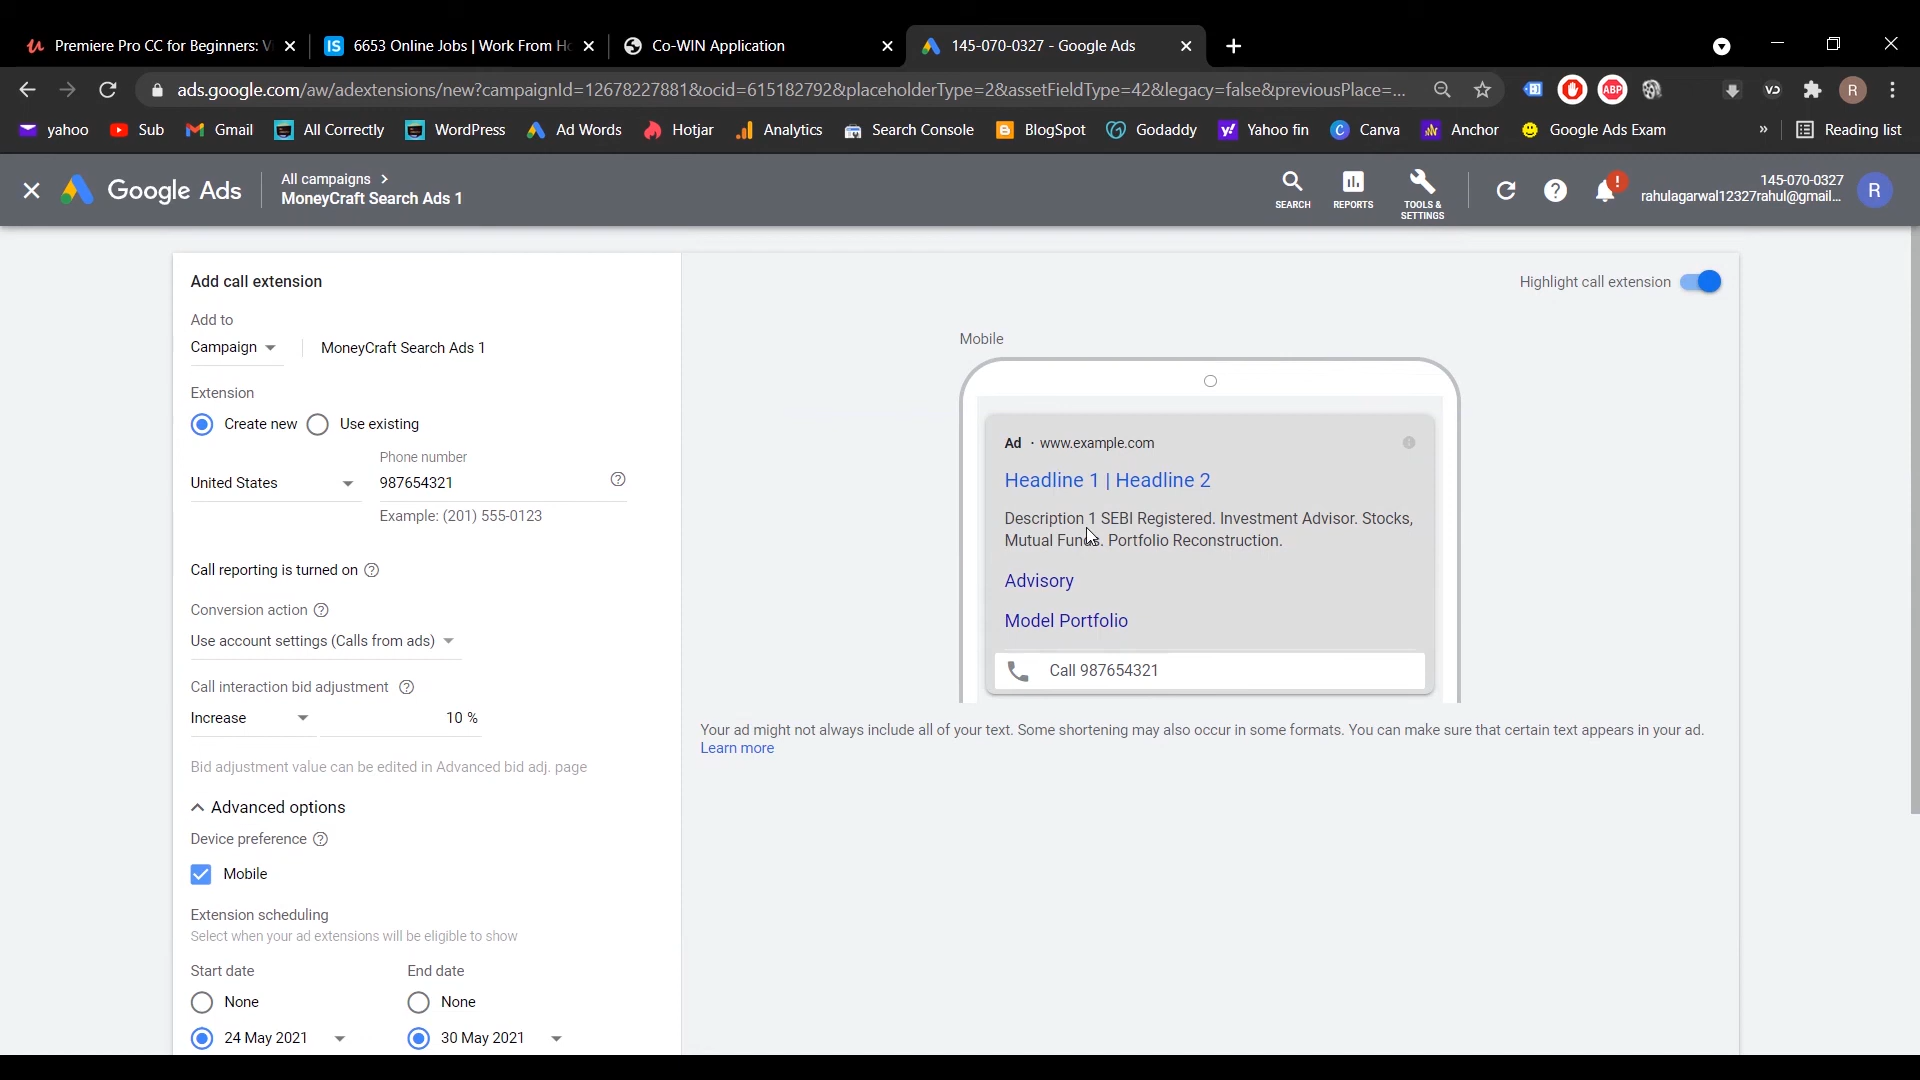 Premiere Pro CC for Beginners: V
6653 Online Jobs | Work From Ho
Co-WIN Application
145-070-0327 - Google Ads
ads.google.com/aw/adextensions/new?campaignId=12678227881&ocid=615182792&placeholderType=2&assetFieldType=42&legacy=false&previousPlace=...
ABP
R
yahoo
Sub
Gmail
All Correctly
WordPress
Ad Words
Hotjar
Analytics
Search Console
BlogSpot
Godaddy
Yahoo fin
Canva
Anchor
Google Ads Exam
»
Reading list
Google Ads
All campaigns >
MoneyCraft Search Ads 1
SEARCH
REPORTS
TOOLS &
SETTINGS
145-070-0327
rahulagarwal12327rahul@gmail...
R
Add call extension
Highlight call extension
Add to
Campaign
MoneyCraft Search Ads 1
Extension
Create new
Use existing
Phone number
United States
987654321
Example: (201) 555-0123
Call reporting is turned on
Conversion action
Use account settings (Calls from ads)
Call interaction bid adjustment
Increase
10 %
Bid adjustment value can be edited in Advanced bid adj. page
Advanced options
Device preference
Mobile
Extension scheduling
Select when your ad extensions will be eligible to show
Start date
End date
None
None
24 May 2021
30 May 2021
Mobile
Ad · www.example.com
Headline 1 | Headline 2
Description 1 SEBI Registered. Investment Advisor. Stocks,
Mutual Funds. Portfolio Reconstruction.
Advisory
Model Portfolio
Call 987654321
Your ad might not always include all of your text. Some shortening may also occur in some formats. You can make sure that certain text appears in your ad.
Learn more